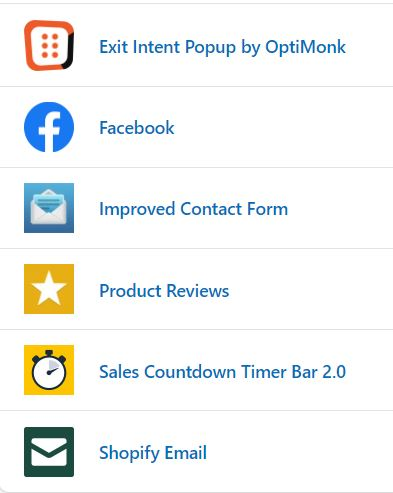 Exit Intent Popup by OptiMonk
Facebook
Improved Contact Form
Product Reviews
Sales Countdown Timer Bar 2.0
Shopify Email